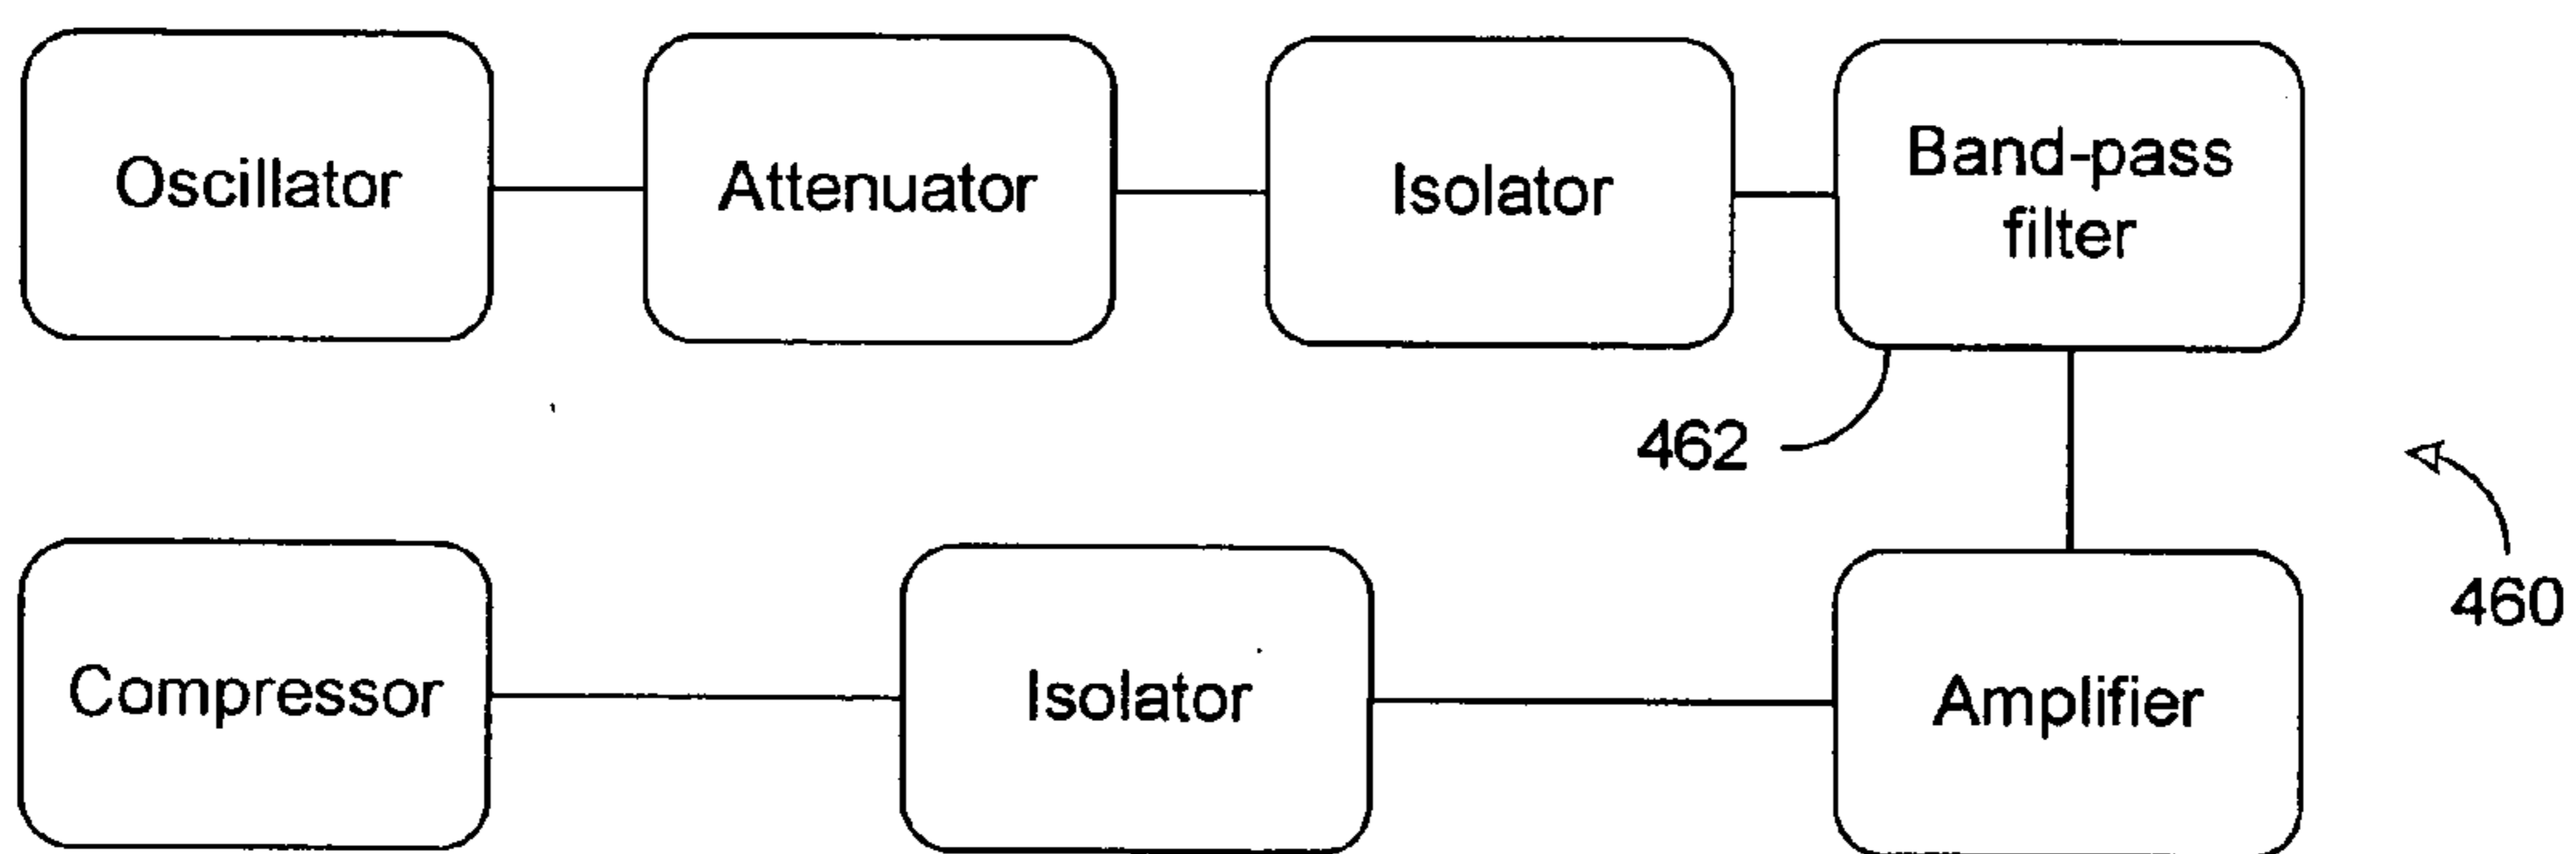 Oscillator
Attenuator
Isolator
Band-pass
filter
462
460
Compressor
Isolator
Amplifier